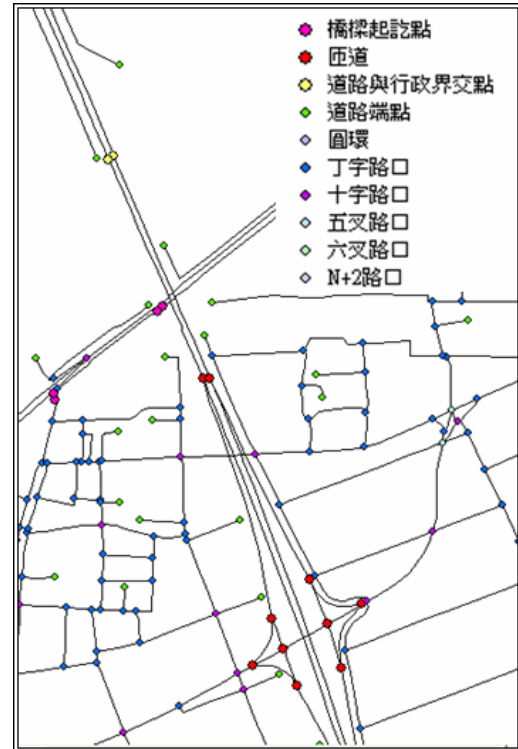 橋樑起訖點
匝道
道路與行政界交點
道路端點
圓環
丁字路口
十字路口
五叉路口
六叉路口
N+2路口